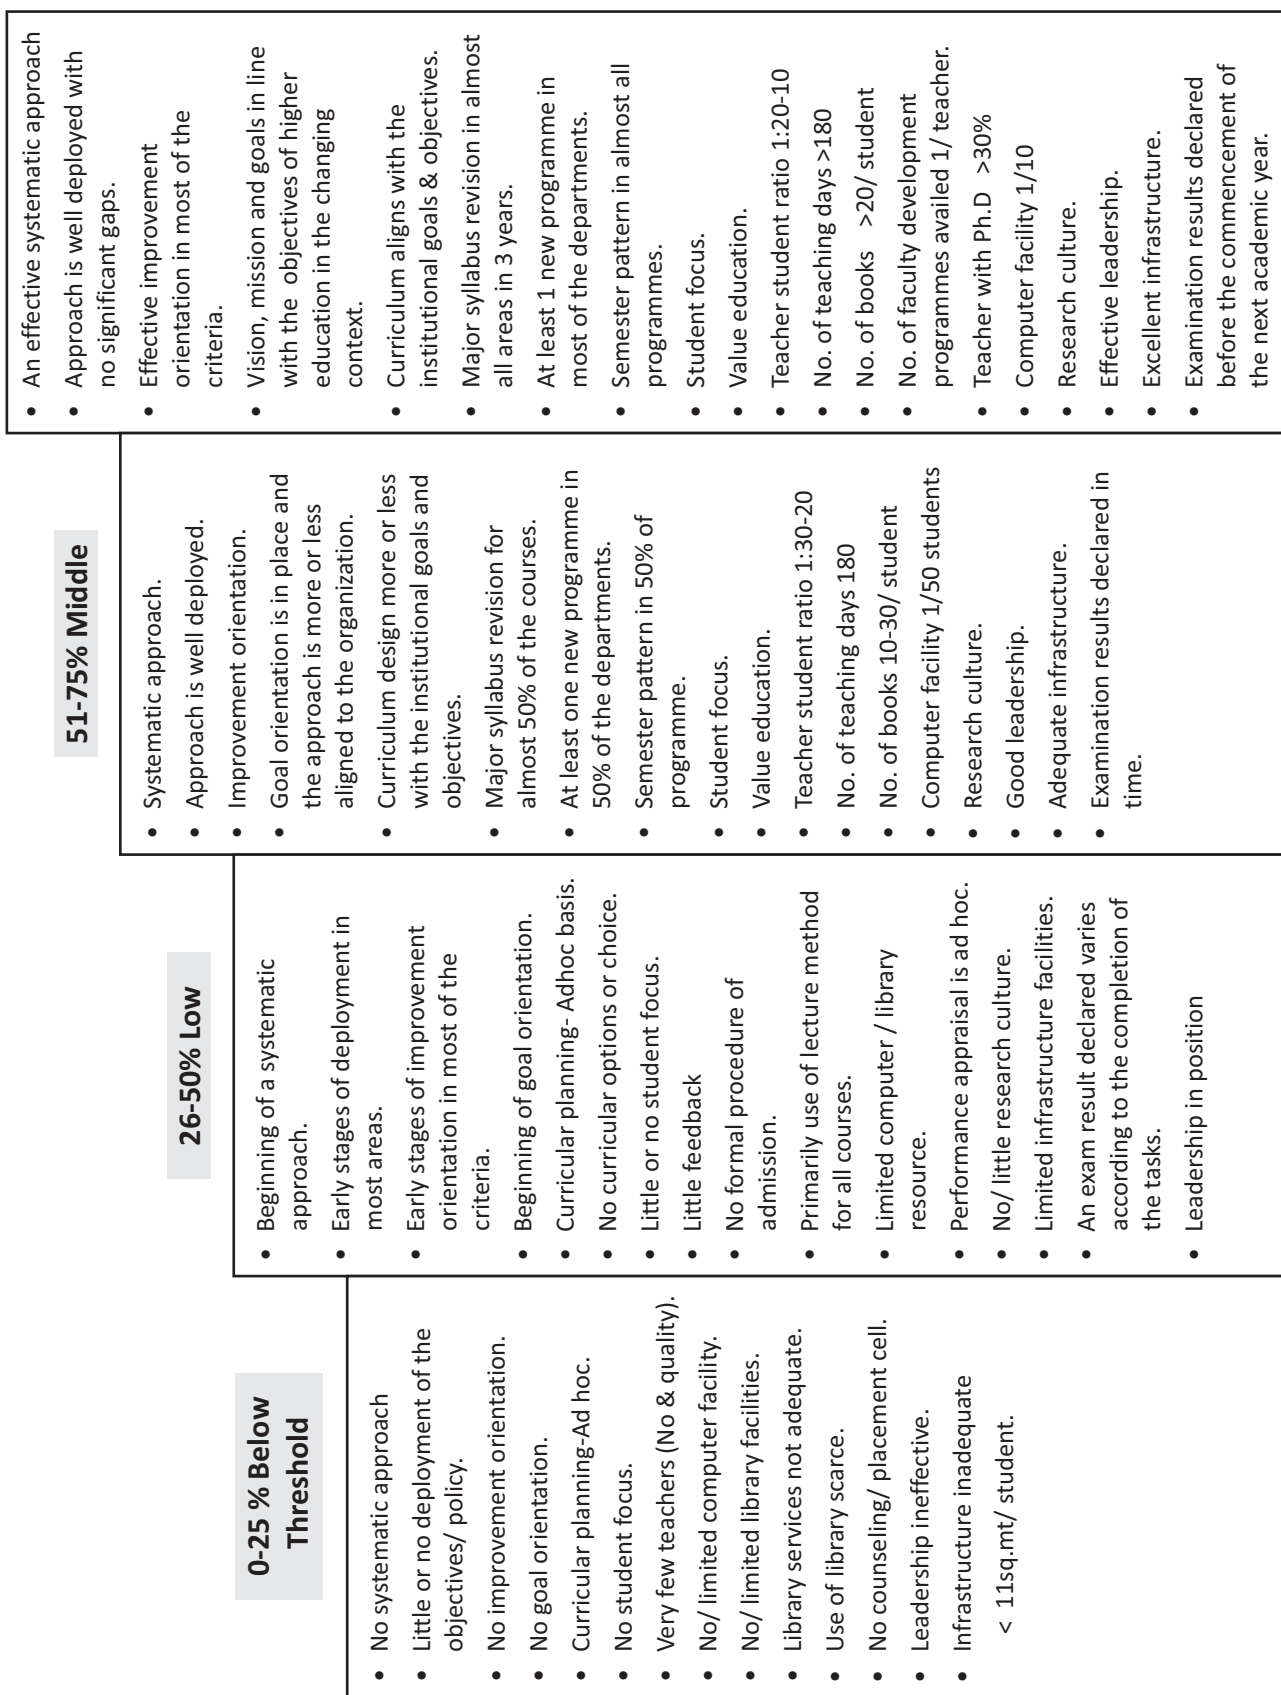 0-25 % Below
Threshold
• No systematic approach
• Little or no deployment of the
objectives/ policy.
• No improvement orientation.
• No goal orientation.
• Curricular planning-Ad hoc.
• No student focus.
• Very few teachers (No & quality).
• No/ limited computer facility.
• No/ limited library facilities.
• Library services not adequate.
• Use of library scarce.
• No counseling/ placement cell.
• Leadership ineffective.
• Infrastructure inadequate
< 11sq.mt/ student.
26-50% Low
• Beginning of a systematic
approach.
• Early stages of deployment in
most areas.
• Early stages of improvement
orientation in most of the
criteria.
• Beginning of goal orientation.
• Curricular planning- Adhoc basis.
• No curricular options or choice.
• Little or no student focus.
• Little feedback
• No formal procedure of
admission.
• Primarily use of lecture method
for all courses.
• Limited computer / library
resource.
• Performance appraisal is ad hoc.
• No/ little research culture.
• Limited infrastructure facilities.
• An exam result declared varies
according to the completion of
the tasks.
• Leadership in position
51-75% Middle
• Systematic approach.
• Approach is well deployed.
• Improvement orientation.
• Goal orientation is in place and
the approach is more or less
aligned to the organization.
• Curriculum design more or less
with the institutional goals and
objectives.
• Major syllabus revision for
almost 50% of the courses.
• At least one new programme in
50% of the departments.
• Semester pattern in 50% of
programme.
• Student focus.
• Value education.
• Teacher student ratio 1:30-20
• No. of teaching days 180
• No. of books 10-30/ student
• Computer facility 1/50 students
• Research culture.
• Good leadership.
• Adequate infrastructure.
• Examination results declared in
time.
• An effective systematic approach
• Approach is well deployed with
no significant gaps.
• Effective improvement
orientation in most of the
criteria.
• Vision, mission and goals in line
with the objectives of higher
education in the changing
context.
• Curriculum aligns with the
institutional goals & objectives.
• Major syllabus revision in almost
all areas in 3 years.
• At least 1 new programme in
most of the departments.
• Semester pattern in almost all
programmes.
• Student focus.
• Value education.
• Teacher student ratio 1:20-10
• No. of teaching days >180
• No. of books >20/ student
• No. of faculty development
programmes availed 1/ teacher.
• Teacher with Ph.D >30%
• Computer facility 1/10
• Research culture.
• Effective leadership.
• Excellent infrastructure.
• Examination results declared
before the commencement of
the next academic year.